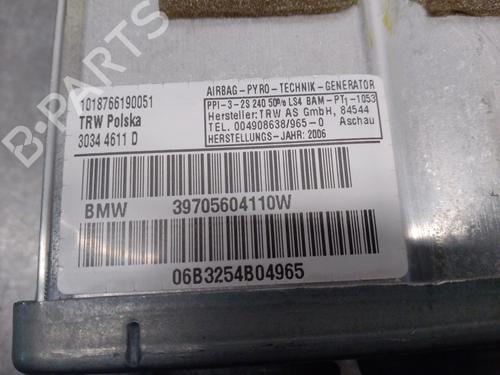 1018766190051
TRW Polska
3034 4611 D
AIRBAG-PYRO-TECHNIK-GENERATOR
PPI-3-2S 240 50%/0 LS4 BAM-PT1-1053
Hersteller:TRW AS GmbH, 84544
TEL. 004908638/965-0 Aschau
HERSTELLUNGS-JAHR: 2006
BMW 39705604110W
06B3254B04965
B-PARTS